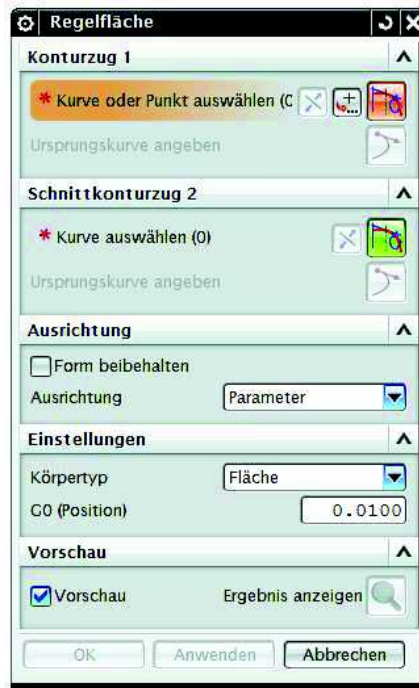 Regelfläche
Konturzug 1
* Kurve oder Punkt auswählen (0
Ursprungskurve angeben
Schnittkonturzug 2
* Kurve auswählen (0)
Ursprungskurve angeben
Ausrichtung
Form beibehalten
Ausrichtung Parameter
Einstellungen
Körpertyp Fläche
G0 (Position) 0.0100
Vorschau
Vorschau Ergebnis anzeigen
OK Anwenden Abbrechen